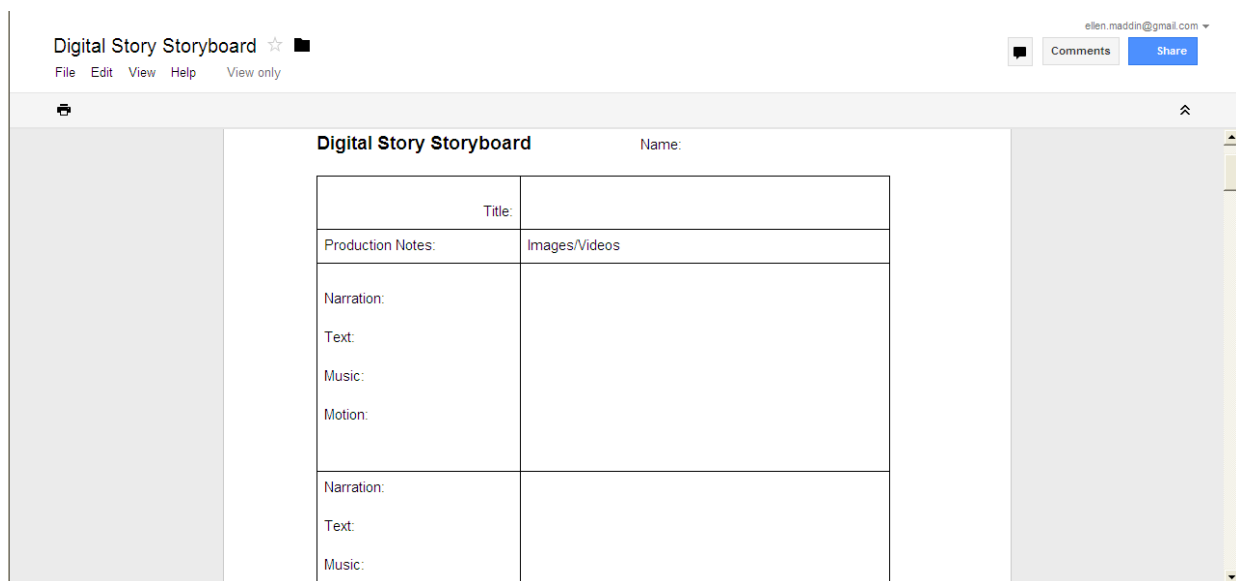 ellen.maddin@gmail.com
Digital Story Storyboard
Comments
Share
File Edit View Help View only
Digital Story Storyboard Name:
Title:
Production Notes: Images/Videos
Narration:
Text:
Music:
Motion:
Narration:
Text:
Music: